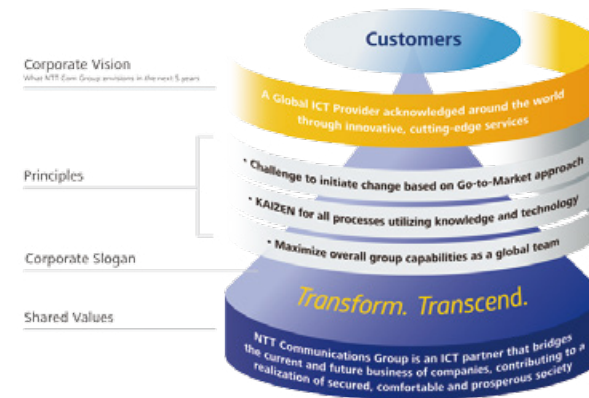 Customers
Corporate Vision
What NTT Com Group envisions in the next 5 years
A Global ICT Provider acknowledged around the world
through innovative, cutting-edge services
Principles
• Challenge to initiate change based on Go-to-Market approach
• KAIZEN for all processes utilizing knowledge and technology
• Maximize overall group capabilities as a global team
Corporate Slogan
Transform. Transcend.
Shared Values
NTT Communications Group is an ICT partner that bridges
the current and future business of companies, contributing to a
realization of secured, comfortable and prosperous society